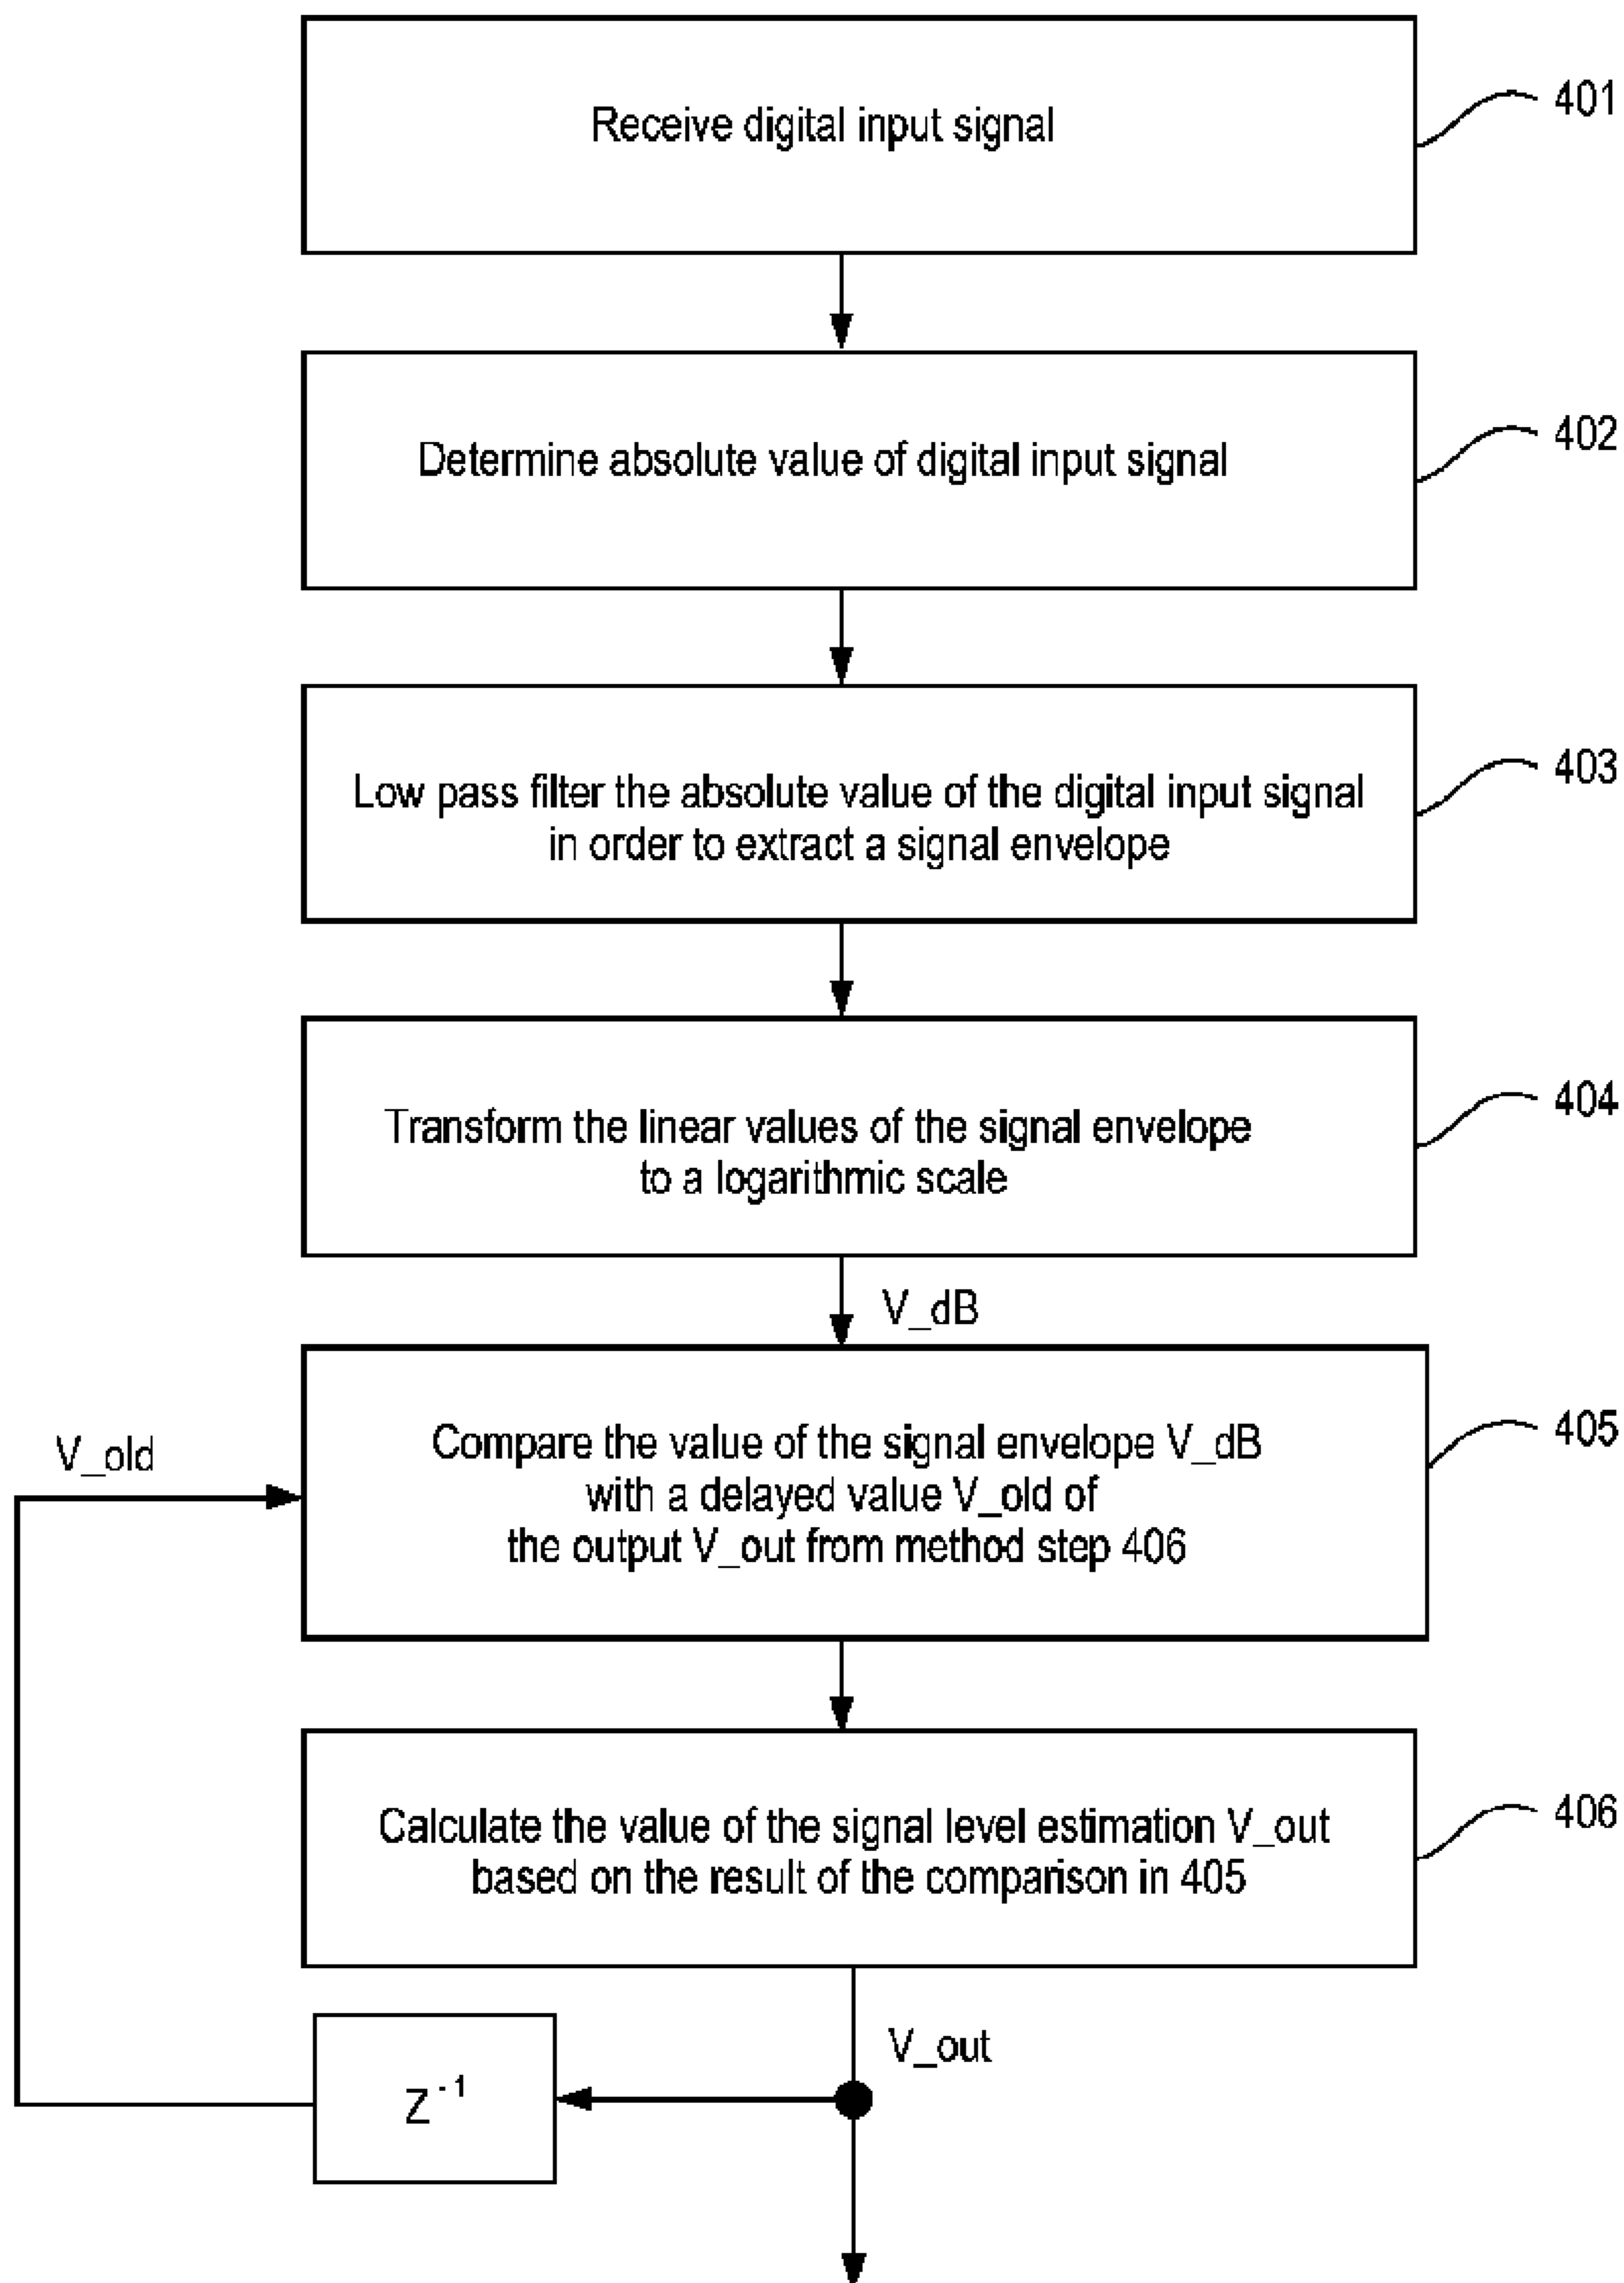 Receive digital input signal
401
Determine absolute value of digital input signal
402
Low pass filter the absolute value of the digital input signal
in order to extract a signal envelope
403
Transform the linear values of the signal envelope
to a logarithmic scale
404
V_dB
V_old
Compare the value of the signal envelope V_dB
with a delayed value V_old of
the output V_out from method step 406
405
Calculate the value of the signal level estimation V_out
based on the result of the comparison in 405
406
V_out
Z⁻¹